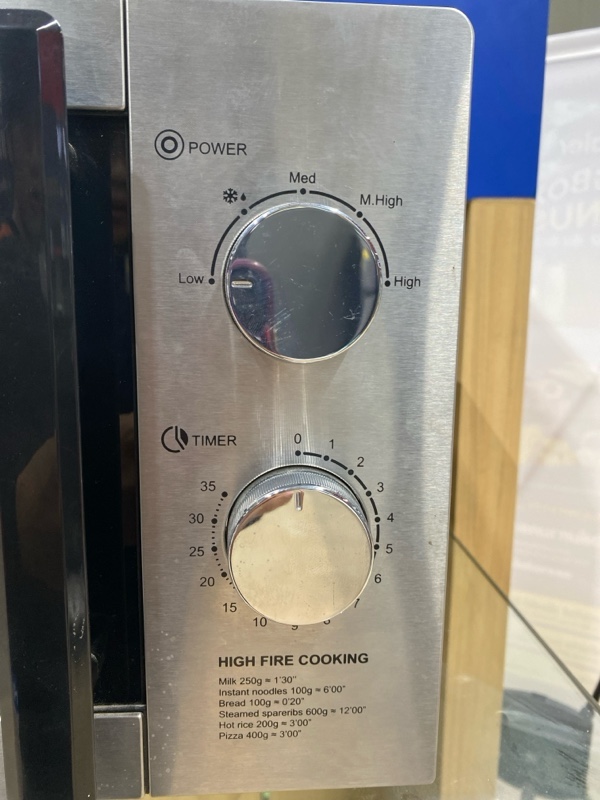 POWER
Med
M.High
Low
High
TIMER
0
1
2
3
4
5
6
7
8
9
10
15
20
25
30
35
HIGH FIRE COOKING
Milk 250g ≈ 1'30"
Instant noodles 100g ≈ 6'00"
Bread 100g ≈ 0'20"
Steamed spareribs 600g ≈ 12'00"
Hot rice 200g ≈ 3'00"
Pizza 400g ≈ 3'00"